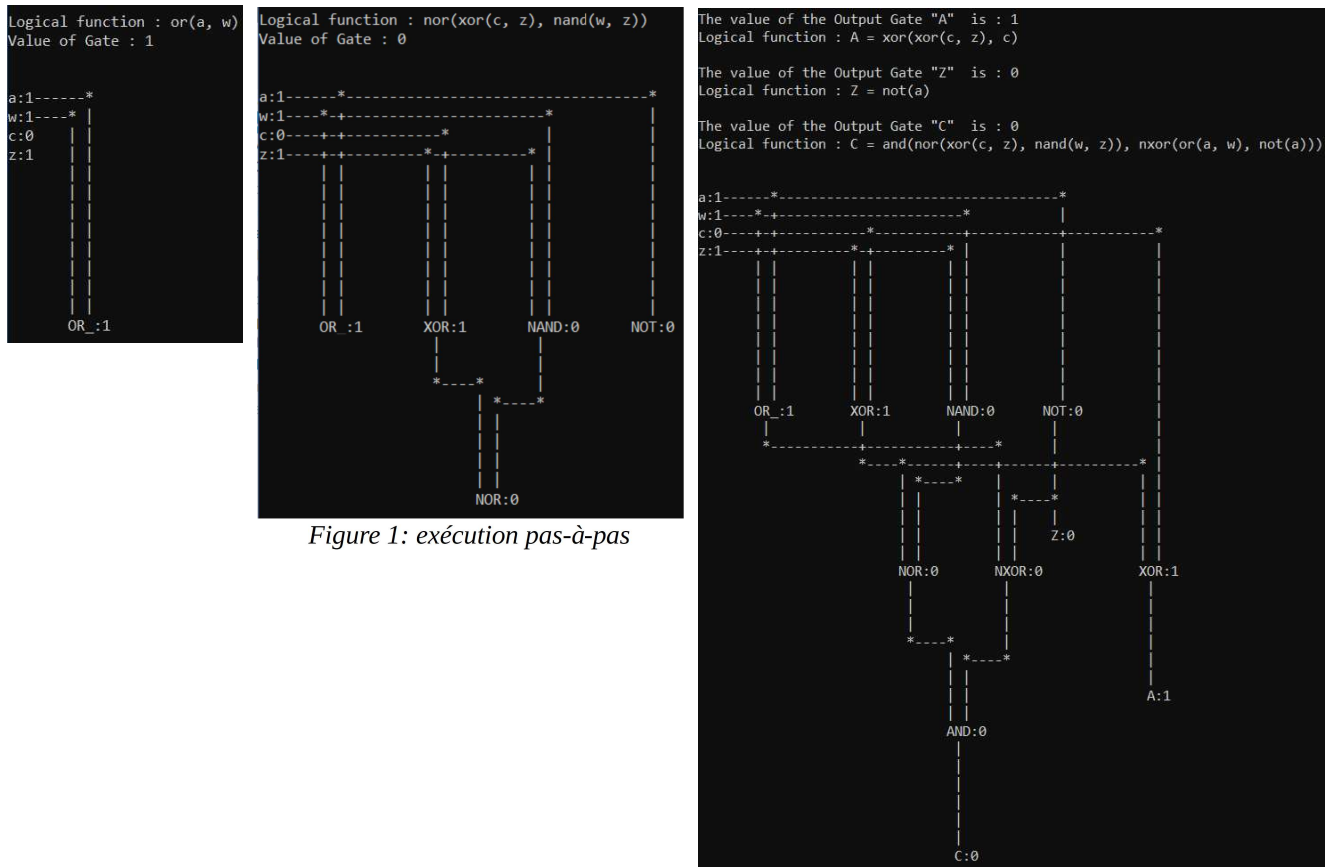 Logical function : or(a, w)
Value of Gate : 1
a:1------*
w:1----* |
c:0
z:1
OR_:1
Logical function : nor(xor(c, z), nand(w, z))
Value of Gate : 0
a:1------*------------------------------------*
w:1----*-+------------------------*
c:0----+-+------------*
z:1----+-+----------*-+---------*
OR_:1 XOR:1 NAND:0 NOT:0
*----*
*----*
NOR:0
Figure 1: exécution pas-à-pas
The value of the Output Gate "A"  is : 1
Logical function : A = xor(xor(c, z), c)
The value of the Output Gate "Z"  is : 0
Logical function : Z = not(a)
The value of the Output Gate "C"  is : 0
Logical function : C = and(nor(xor(c, z), nand(w, z)), nxor(or(a, w), not(a)))
a:1------*-----------------------------------*
w:1----*-+-----------------------*
c:0----+-+-----------*-----------+-----------+-----------*
z:1----+-+---------*-+---------*
OR_:1 XOR:1 NAND:0 NOT:0
*-----------+-----------+----*
*----*------+----+------+-----------*
*----*
*----*
Z:0
NOR:0 NXOR:0 XOR:1
*----*
*----*
A:1
AND:0
C:0